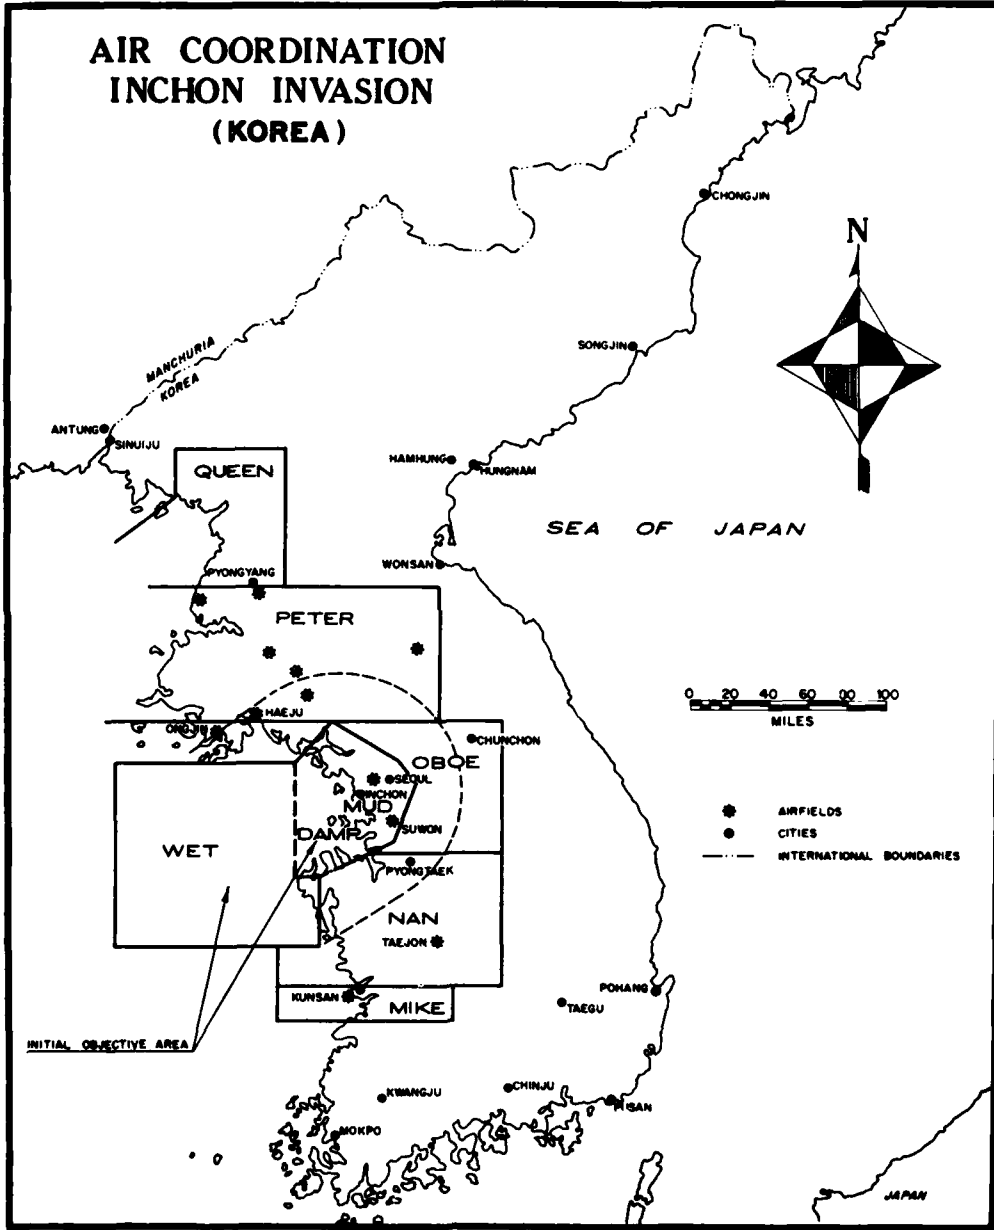 AIR COORDINATION
INCHON INVASION
(KOREA)
CHONGJIN
N
SONGJIN
MANCHURIA
KOREA
ANTUNG
SINUIJU
HAMHUNG
HUNGNAM
QUEEN
SEA OF JAPAN
WONSAN
PYONGYANG
PETER
0 20 40 60 80 100
MILES
HAEJU
ONGJIN
CHUNCHON
OBOE
SEOUL
INCHON
MUD
AIRFIELDS
SUWON
DAMP
CITIES
WET
INTERNATIONAL BOUNDARIES
PYONGTAEK
NAN
TAEJON
POHANG
KUNSAN
MIKE
TAEGU
INITIAL OBJECTIVE AREA
CHINJU
KWANGJU
MOKPO
JAPAN